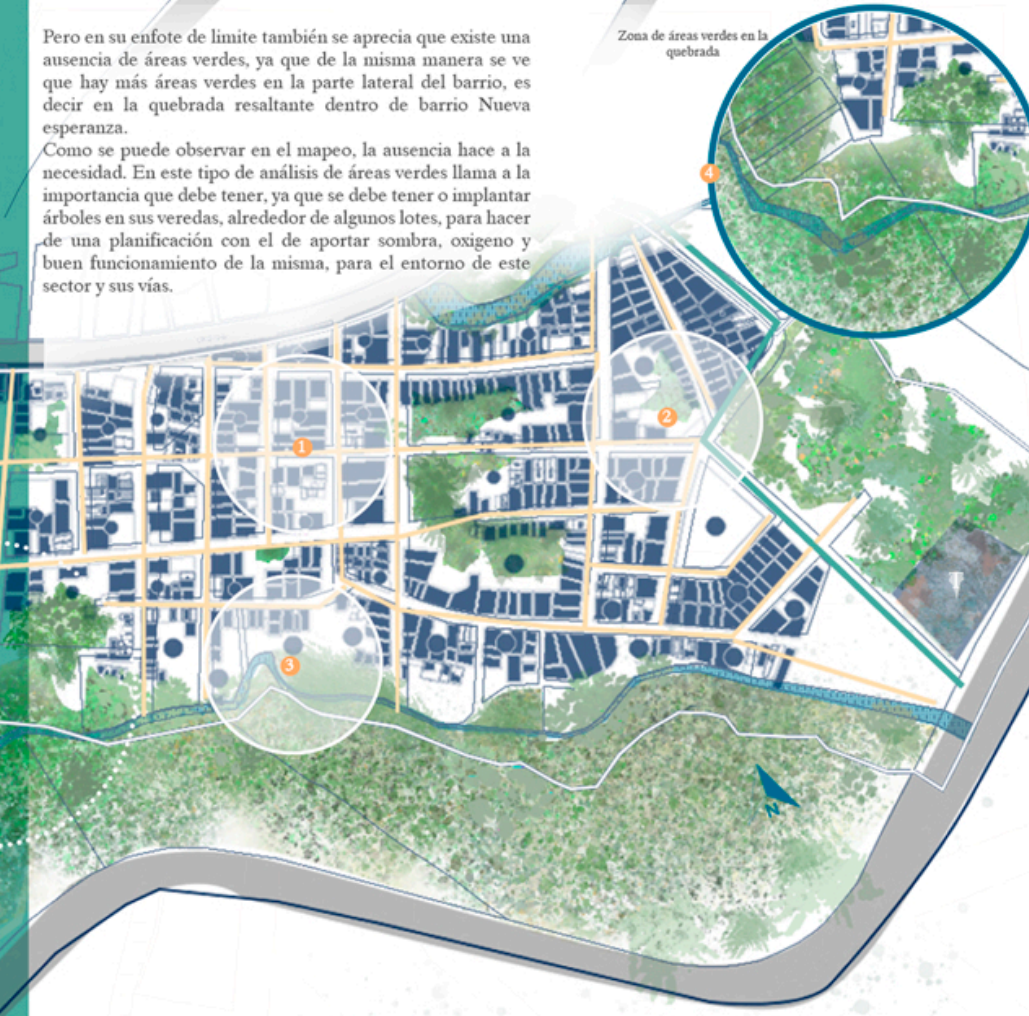 Pero en su enfote de limite también se aprecia que existe una
ausencia de áreas verdes, ya que de la misma manera se ve
que hay más áreas verdes en la parte lateral del barrio, es
decir en la quebrada resaltante dentro de barrio Nueva
esperanza.
Como se puede observar en el mapeo, la ausencia hace a la
necesidad. En este tipo de análisis de áreas verdes llama a la
importancia que debe tener, ya que se debe tener o implantar
árboles en sus veredas, alrededor de algunos lotes, para hacer
de una planificación con el de aportar sombra, oxigeno y
buen funcionamiento de la misma, para el entorno de este
sector y sus vías.
Zona de áreas verdes en la
quebrada
4
2
1
3
N